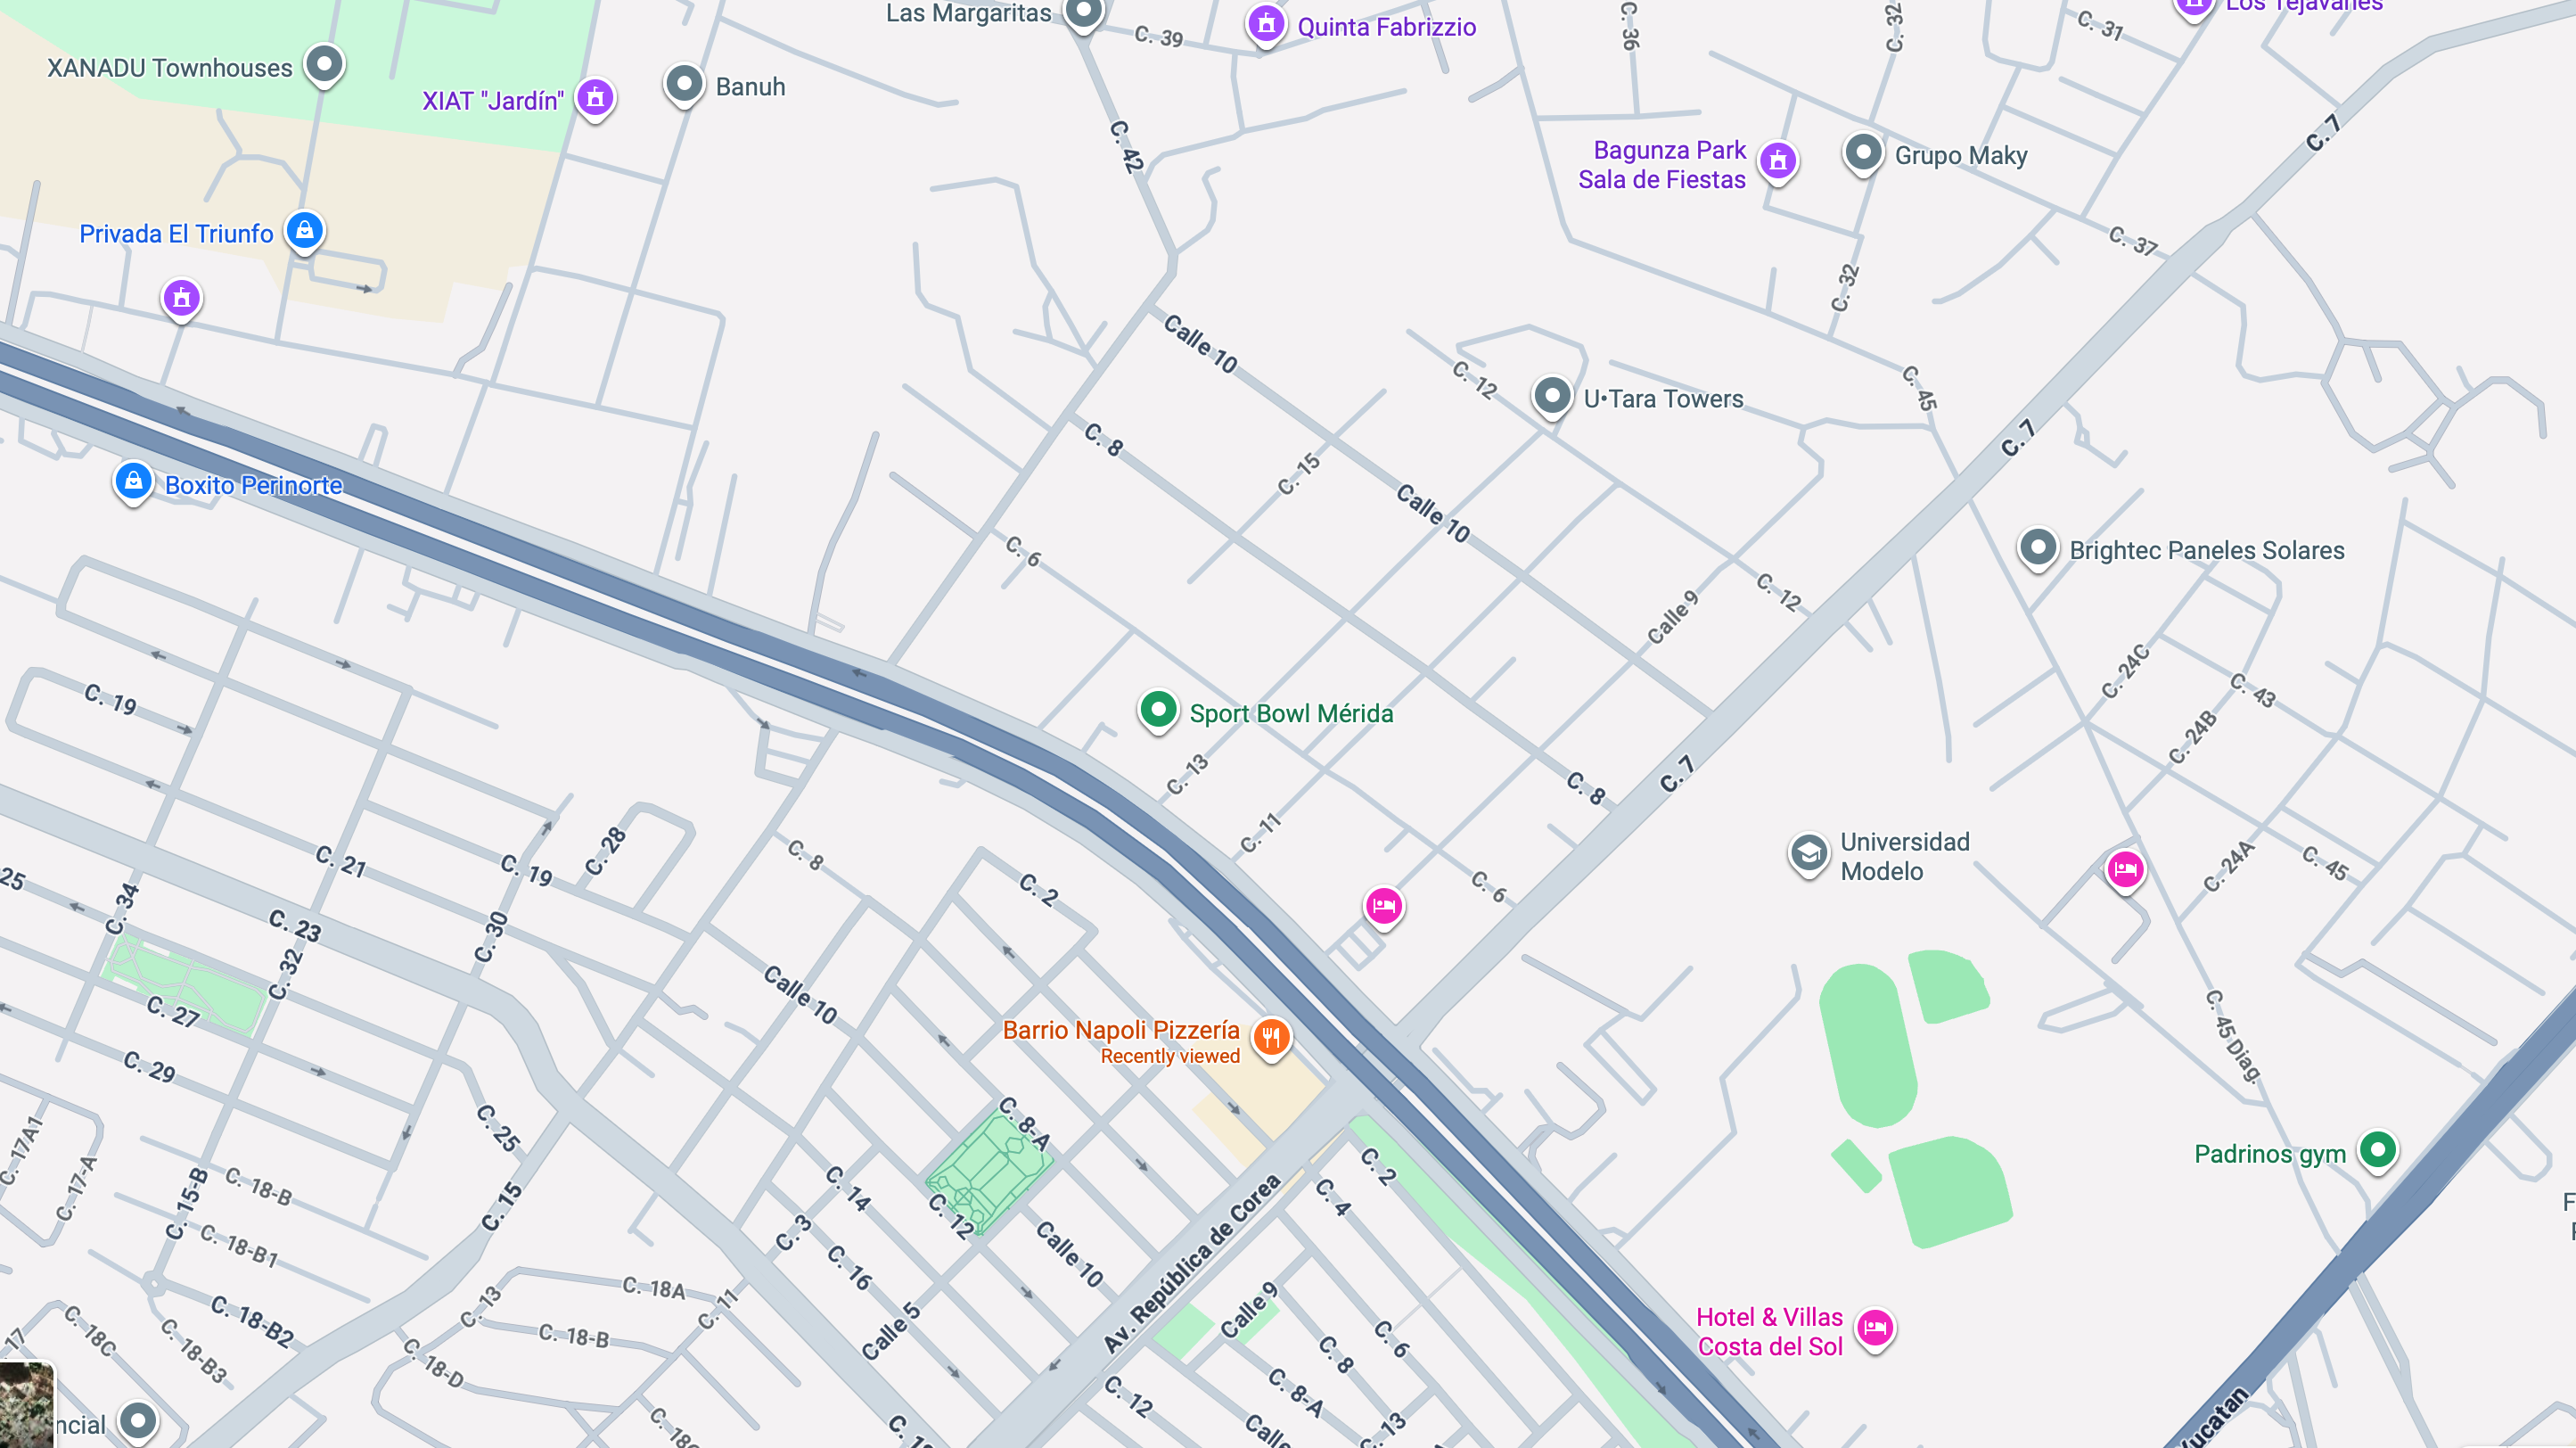 Las Margaritas
C. 39
Quinta Fabrizzio
C. 36
C. 32
C. 31
Los Tejavanes
XANADU Townhouses
XIAT "Jardín"
Banuh
C. 42
Bagunza Park
Sala de Fiestas
Grupo Maky
C. 7
Privada El Triunfo
C. 37
C. 32
Calle 10
C. 12
U•Tara Towers
C. 45
C. 8
C. 15
C. 7
Boxito Perinorte
Calle 10
C. 6
Brightec Paneles Solares
C. 12
Calle 9
C. 24C
C. 43
C. 19
Sport Bowl Mérida
C. 24B
C. 13
C. 7
C. 8
C. 11
C. 28
C. 8
C. 21
C. 19
Universidad
Modelo
C. 24A
C. 45
25
C. 34
C. 2
C. 6
C. 23
C. 30
C. 32
Calle 10
C. 27
Barrio Napoli Pizzería
Recently viewed
C. 45 Diag.
C. 29
C. 25
C. 8-A
C. 17A1
C. 17-A
C. 18-B
C. 15-B
C. 15
C. 14
C. 12
C. 2
C. 4
Padrinos gym
C. 3
C. 18-B1
C. 16
Calle 10
Av. República de Corea
C. 18A
C. 13
C. 11
Calle 9
C. 18-B2
C. 18C
C. 18-B3
C. 18-B
Calle 5
C. 8
C. 6
Hotel & Villas
Costa del Sol
17
C. 18-D
C. 12
C. 8-A
C. 13
Calle
ncial
Yucatan